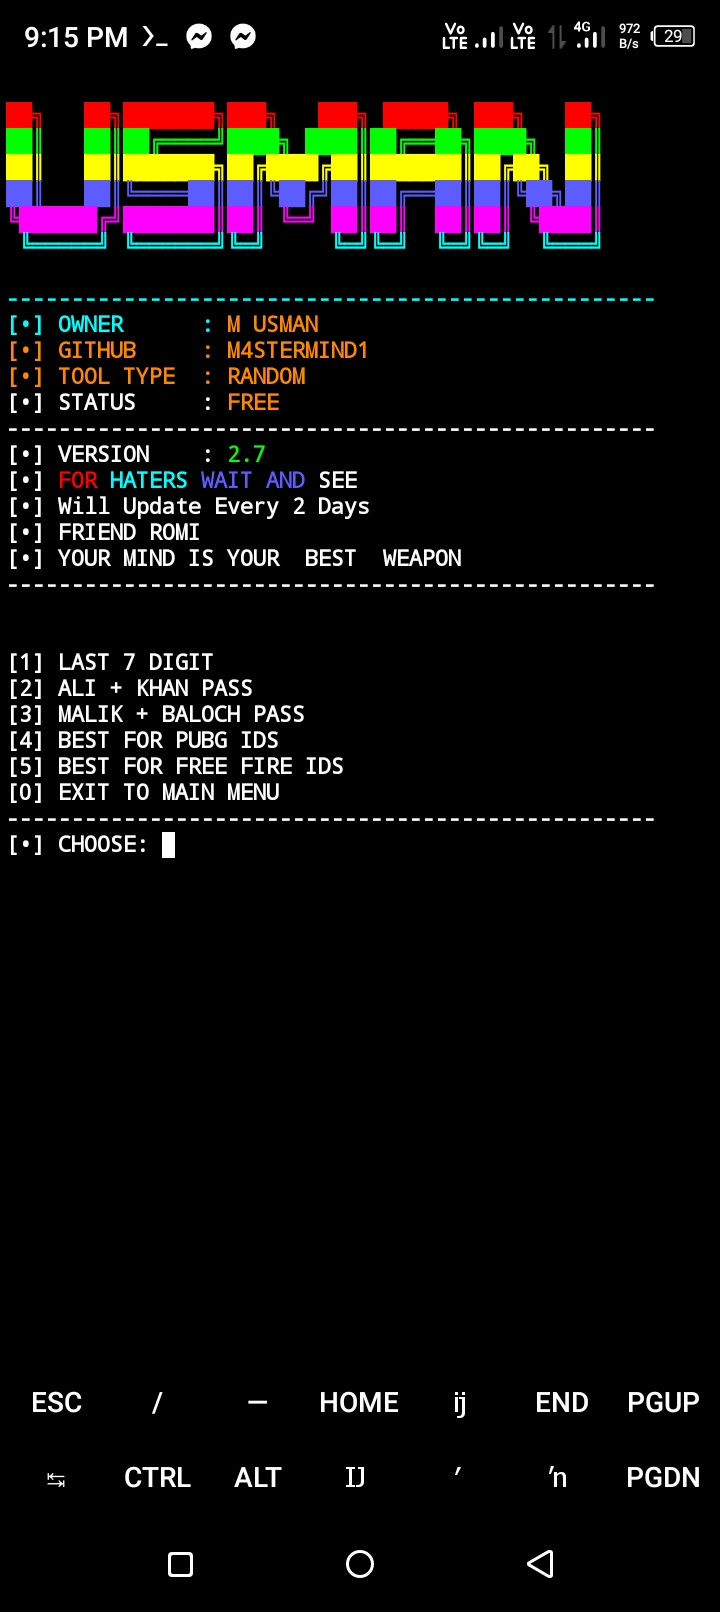 9:15 PM
Vo LTE Vo LTE 4G 972 B/s 29
USMAN
[•] OWNER : M USMAN
[•] GITHUB : M4STERMIND1
[•] TOOL TYPE : RANDOM
[•] STATUS : FREE
[•] VERSION : 2.7
[•] FOR HATERS WAIT AND SEE
[•] Will Update Every 2 Days
[•] FRIEND ROMI
[•] YOUR MIND IS YOUR BEST WEAPON
[1] LAST 7 DIGIT
[2] ALI + KHAN PASS
[3] MALIK + BALOCH PASS
[4] BEST FOR PUBG IDS
[5] BEST FOR FREE FIRE IDS
[0] EXIT TO MAIN MENU
[•] CHOOSE:
ESC / — HOME ĳ END PGUP
CTRL ALT Ĳ ′ ŉ PGDN